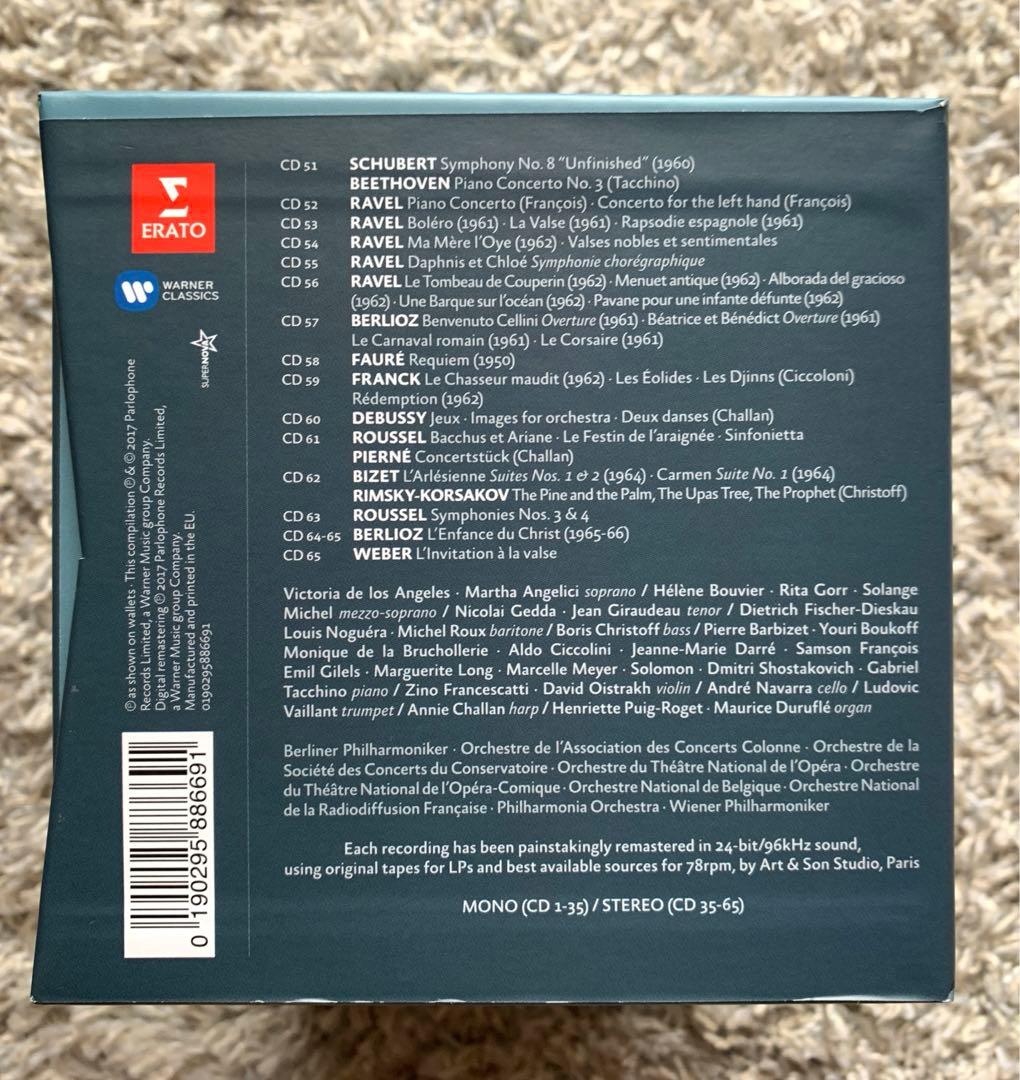 ERATO
WARNER
CLASSICS
SUPERNOVA
℗ as shown on wallets · This compilation ℗ & © 2017 Parlophone
Records Limited, a Warner Music group Company.
Digital remastering ℗ 2017 Parlophone Records Limited,
a Warner Music group Company.
Manufactured and printed in the EU.
0190295886691
0 190295 886691
CD 51 SCHUBERT Symphony No. 8 “Unfinished” (1960)
BEETHOVEN Piano Concerto No. 3 (Tacchino)
CD 52 RAVEL Piano Concerto (François) · Concerto for the left hand (François)
CD 53 RAVEL Boléro (1961) · La Valse (1961) · Rapsodie espagnole (1961)
CD 54 RAVEL Ma Mère l’Oye (1962) · Valses nobles et sentimentales
CD 55 RAVEL Daphnis et Chloé Symphonie chorégraphique
CD 56 RAVEL Le Tombeau de Couperin (1962) · Menuet antique (1962) · Alborada del gracioso
(1962) · Une Barque sur l’océan (1962) · Pavane pour une infante défunte (1962)
CD 57 BERLIOZ Benvenuto Cellini Overture (1961) · Béatrice et Bénédict Overture (1961)
Le Carnaval romain (1961) · Le Corsaire (1961)
CD 58 FAURÉ Requiem (1950)
CD 59 FRANCK Le Chasseur maudit (1962) · Les Éolides · Les Djinns (Ciccoloni)
Rédemption (1962)
CD 60 DEBUSSY Jeux · Images for orchestra · Deux danses (Challan)
CD 61 ROUSSEL Bacchus et Ariane · Le Festin de l’araignée · Sinfonietta
PIERNÉ Concertstück (Challan)
CD 62 BIZET L’Arlésienne Suites Nos. 1 & 2 (1964) · Carmen Suite No. 1 (1964)
RIMSKY-KORSAKOV The Pine and the Palm, The Upas Tree, The Prophet (Christoff)
CD 63 ROUSSEL Symphonies Nos. 3 & 4
CD 64-65 BERLIOZ L’Enfance du Christ (1965-66)
CD 65 WEBER L’Invitation à la valse
Victoria de los Angeles · Martha Angelici soprano / Hélène Bouvier · Rita Gorr · Solange
Michel mezzo-soprano / Nicolai Gedda · Jean Giraudeau tenor / Dietrich Fischer-Dieskau
Louis Noguéra · Michel Roux baritone / Boris Christoff bass / Pierre Barbizet · Youri Boukoff
Monique de la Bruchollerie · Aldo Ciccolini · Jeanne-Marie Darré · Samson François
Emil Gilels · Marguerite Long · Marcelle Meyer · Solomon · Dmitri Shostakovich · Gabriel
Tacchino piano / Zino Francescatti · David Oistrakh violin / André Navarra cello / Ludovic
Vaillant trumpet / Annie Challan harp / Henriette Puig-Roget · Maurice Duruflé organ
Berliner Philharmoniker · Orchestre de l’Association des Concerts Colonne · Orchestre de la
Société des Concerts du Conservatoire · Orchestre du Théâtre National de l’Opéra · Orchestre
du Théâtre National de l’Opéra-Comique · Orchestre National de Belgique · Orchestre National
de la Radiodiffusion Française · Philharmonia Orchestra · Wiener Philharmoniker
Each recording has been painstakingly remastered in 24-bit/96kHz sound,
using original tapes for LPs and best available sources for 78rpm, by Art & Son Studio, Paris
MONO (CD 1-35) / STEREO (CD 35-65)